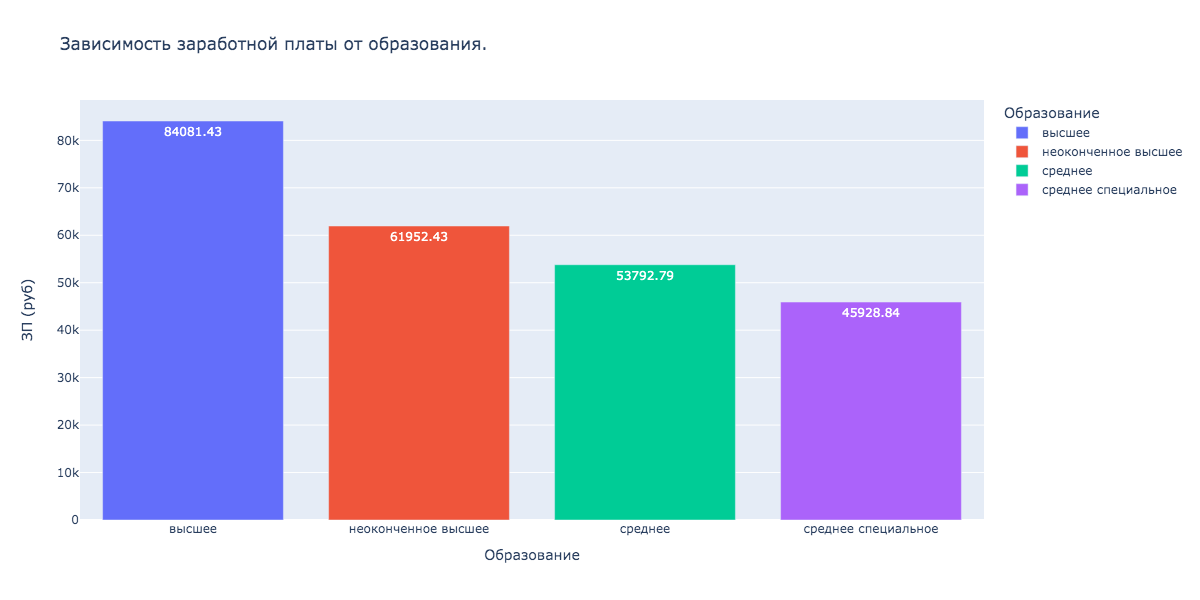 Зависимость заработной платы от образования.
ЗП (руб)
80k
70k
60k
50k
40k
30k
20k
10k
0
84081.43
61952.43
53792.79
45928.84
высшее
неоконченное высшее
среднее
среднее специальное
Образование
Образование
высшее
неоконченное высшее
среднее
среднее специальное